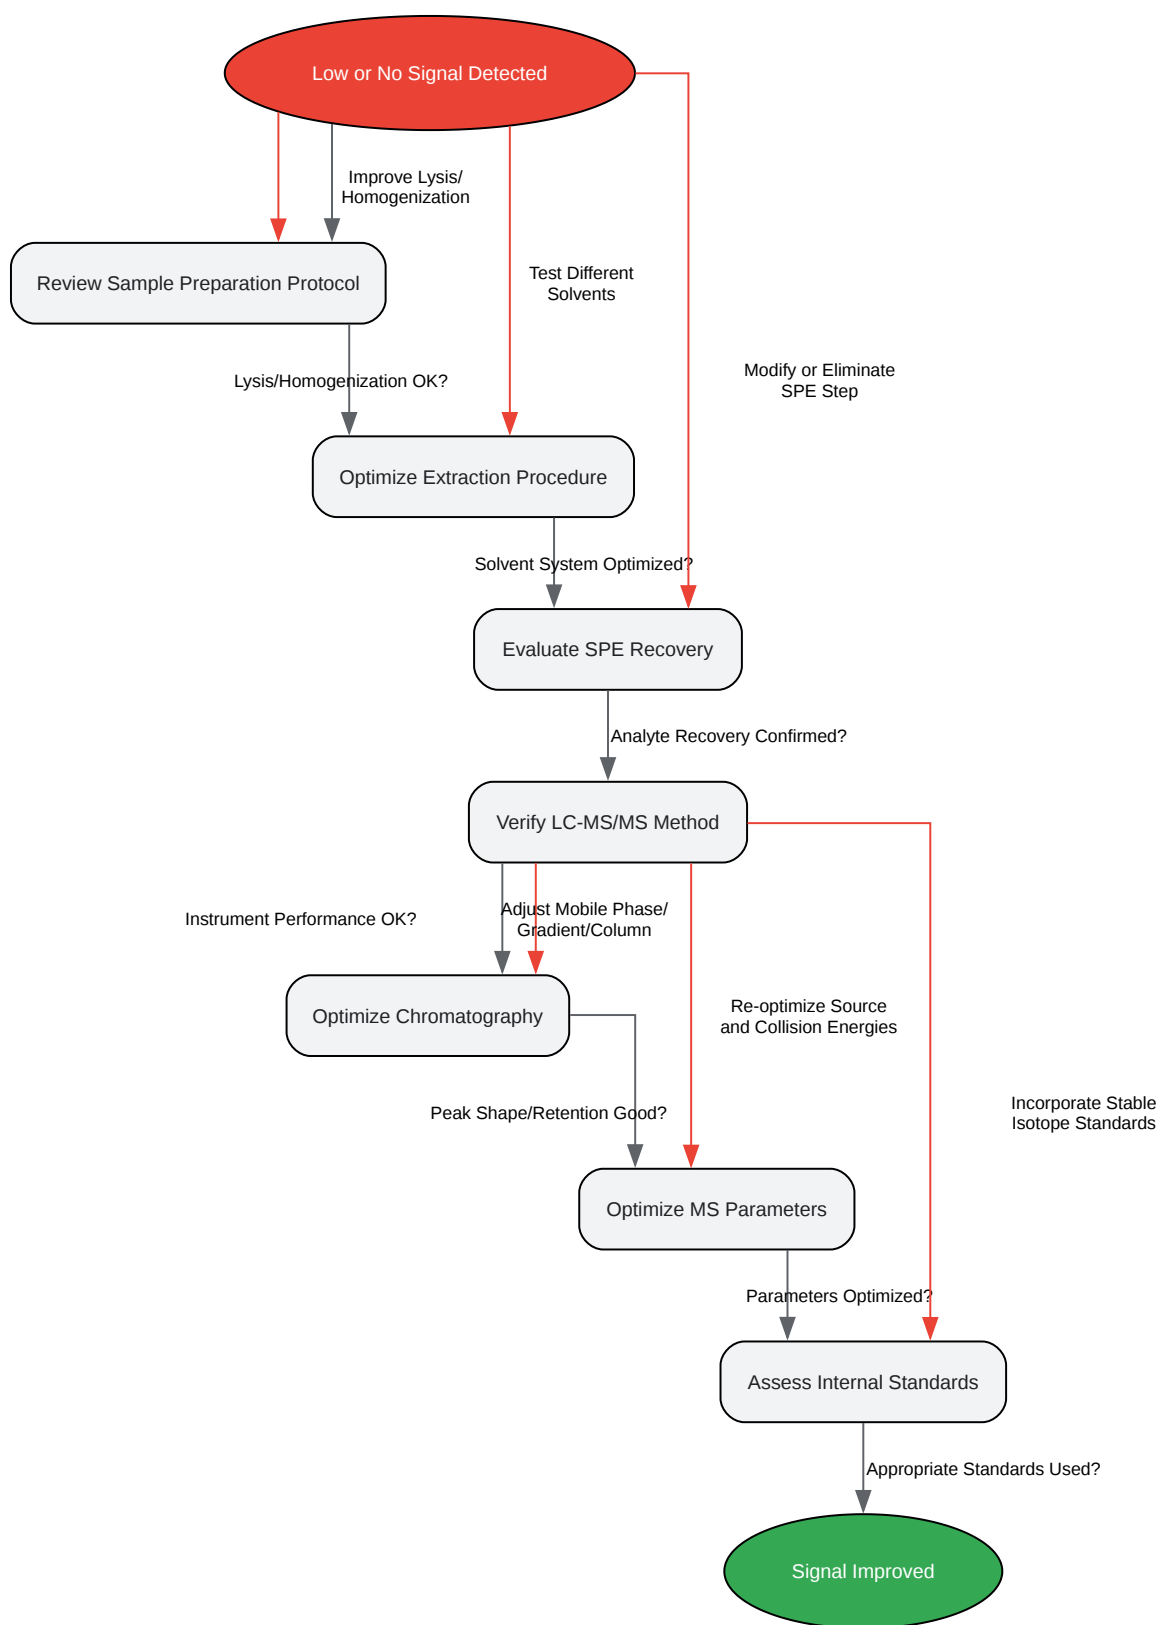 Low or No Signal Detected
Improve Lysis/
Homogenization
Test Different
Solvents
Review Sample Preparation Protocol
Modify or Eliminate
SPE Step
Lysis/Homogenization OK?
Optimize Extraction Procedure
Solvent System Optimized?
Evaluate SPE Recovery
Analyte Recovery Confirmed?
Verify LC-MS/MS Method
Instrument Performance OK?
Adjust Mobile Phase/
Gradient/Column
Optimize Chromatography
Re-optimize Source
and Collision Energies
Peak Shape/Retention Good?
Incorporate Stable
Isotope Standards
Optimize MS Parameters
Parameters Optimized?
Assess Internal Standards
Appropriate Standards Used?
Signal Improved